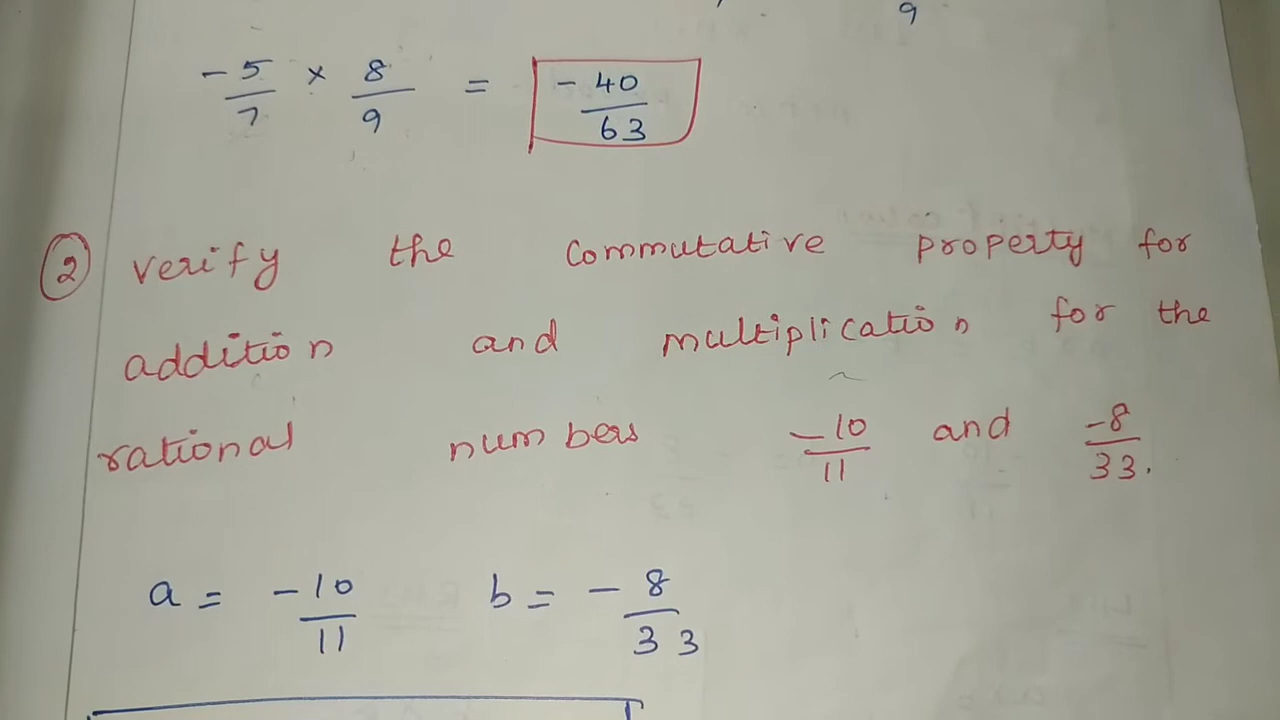 9
-5/7 × 8/9 = -40/63
② verify the commutative property for
addition and multiplication for the
rational numbers -10/11 and -8/33.
a = -10/11 b = -8/33